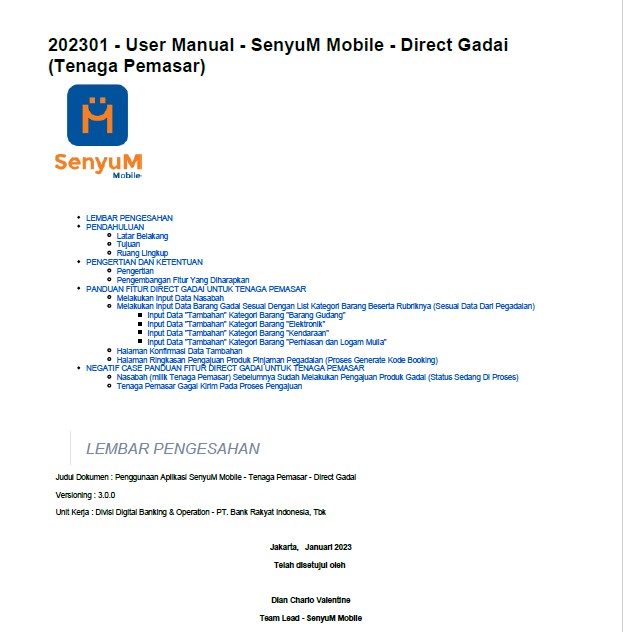 202301 - User Manual - SenyuM Mobile - Direct Gadai
(Tenaga Pemasar)
SenyuM
Mobile
LEMBAR PENGESAHAN
PENDAHULUAN
Latar Belakang
Tujuan
Ruang Lingkup
PENGERTIAN DAN KETENTUAN
Pengertian
Pengembangan Fitur Yang Diharapkan
PANDUAN FITUR DIRECT GADAI UNTUK TENAGA PEMASAR
Melakukan Input Data Nasabah
Melakukan Input Data Barang Gadai Sesuai Dengan List Kategori Barang Beserta Rubriknya (Sesuai Data Dari Pegadaian)
Input Data "Tambahan" Kategori Barang "Barang Gudang"
Input Data "Tambahan" Kategori Barang "Elektronik"
Input Data "Tambahan" Kategori Barang "Kendaraan"
Input Data "Tambahan" Kategori Barang "Perhiasan dan Logam Mulia"
Halaman Konfirmasi Data Tambahan
Halaman Ringkasan Pengajuan Produk Pinjaman Pegadaian (Proses Generate Kode Booking)
NEGATIF CASE PANDUAN FITUR DIRECT GADAI UNTUK TENAGA PEMASAR
Nasabah (milik Tenaga Pemasar) Sebelumnya Sudah Melakukan Pengajuan Produk Gadai (Status Sedang Di Proses)
Tenaga Pemasar Gagal Kirim Pada Proses Pengajuan
LEMBAR PENGESAHAN
Judul Dokumen : Penggunaan Aplikasi SenyuM Mobile - Tenaga Pemasar - Direct Gadai
Versioning : 3.0.0
Unit Kerja : Divisi Digital Banking & Operation - PT. Bank Rakyat Indonesia, Tbk
Jakarta, Januari 2023
Telah disetujui oleh
Dian Chario Valentine
Team Lead - SenyuM Mobile